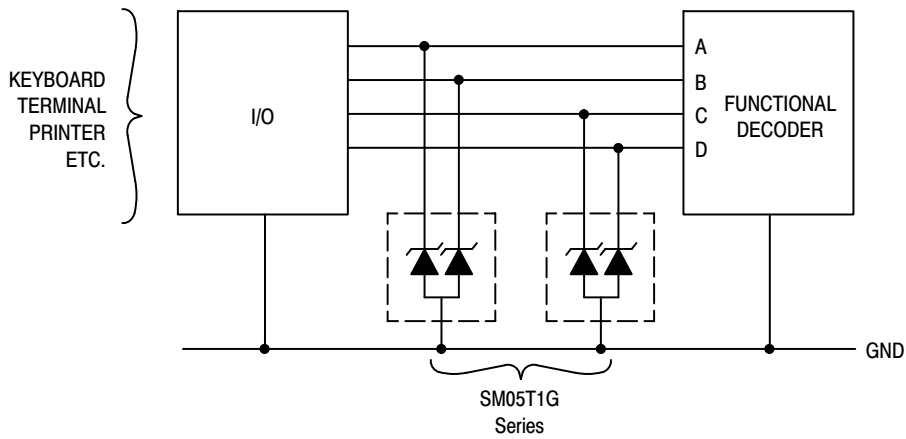 KEYBOARD
TERMINAL
PRINTER
ETC.
I/O
A
B
C
D
FUNCTIONAL
DECODER
GND
SM05T1G
Series